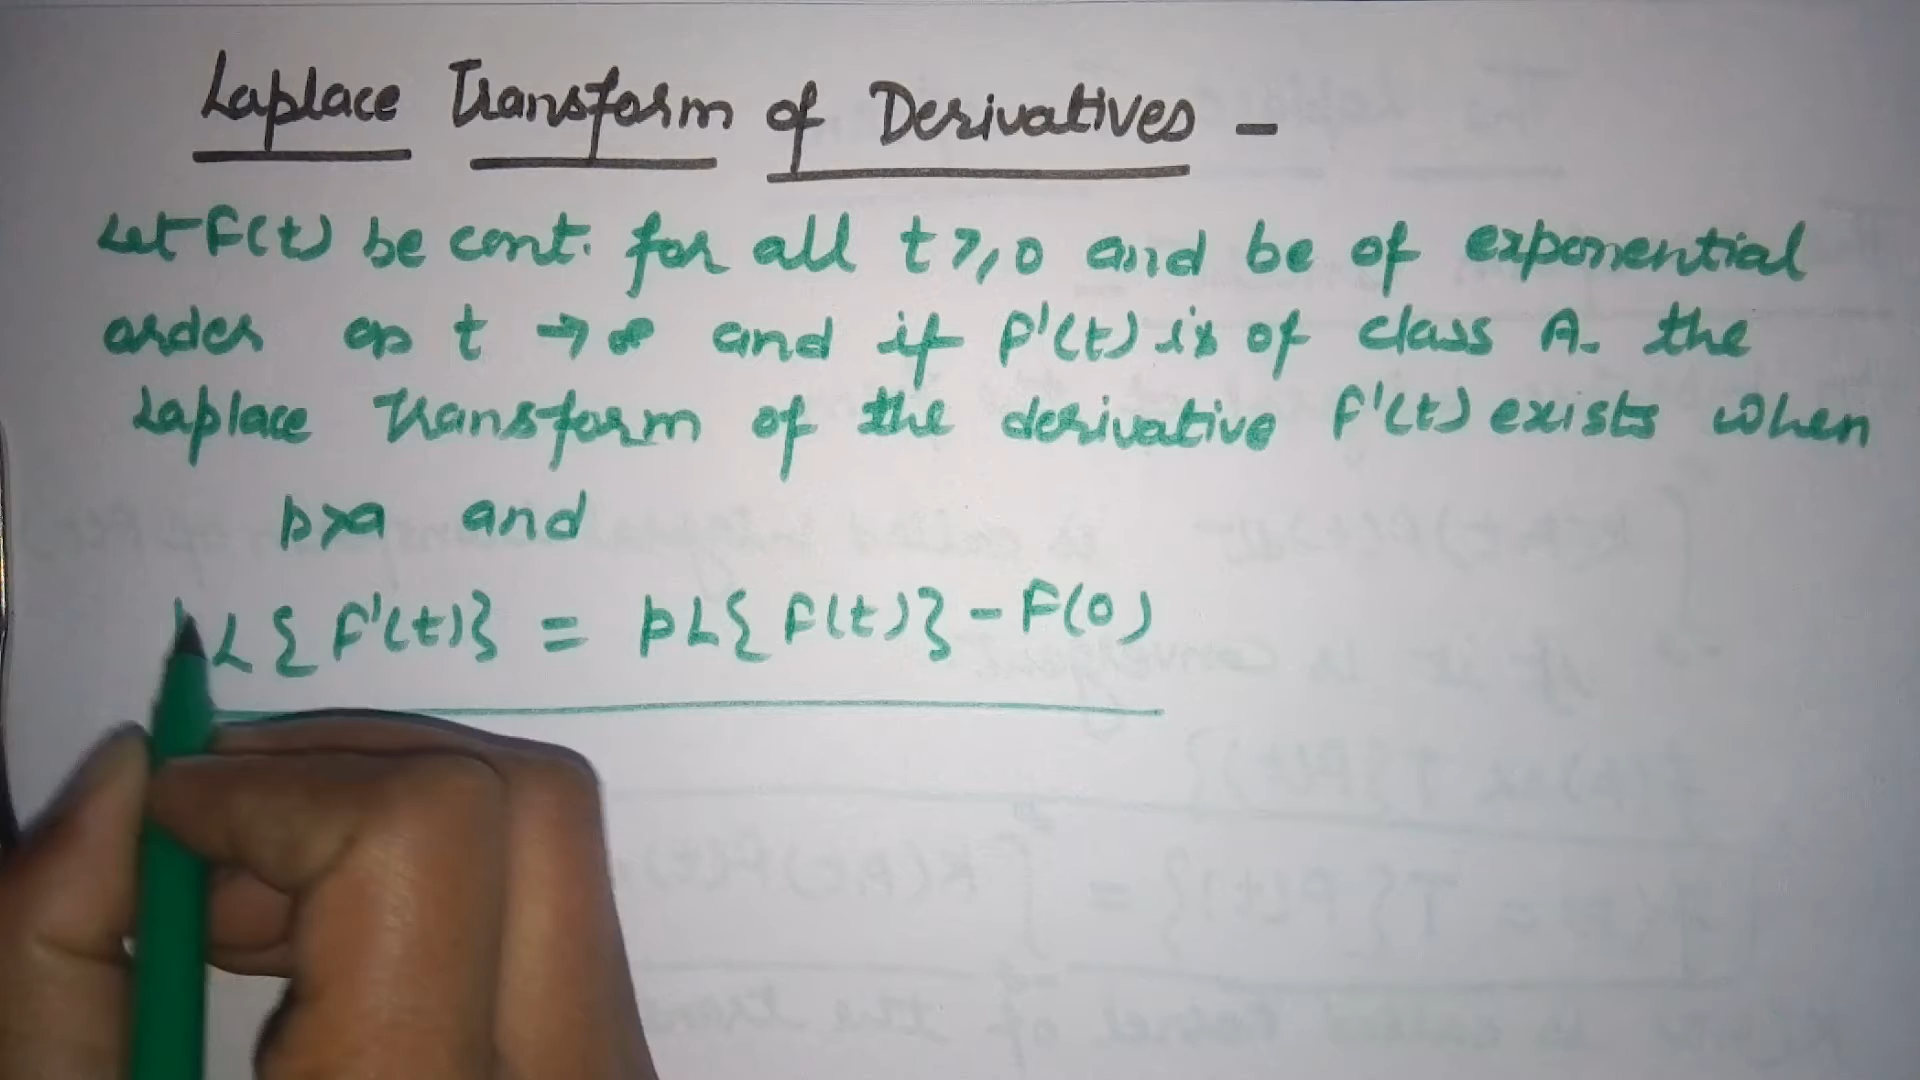 Laplace Transform of Derivatives -
Let F(t) be cont. for all t ≥ 0 and be of exponential
order as t → ∞ and if F'(t) is of class A. the
Laplace Transform of the derivative F'(t) exists when
p>a and
L{F'(t)} = pL{F(t)} - F(0)